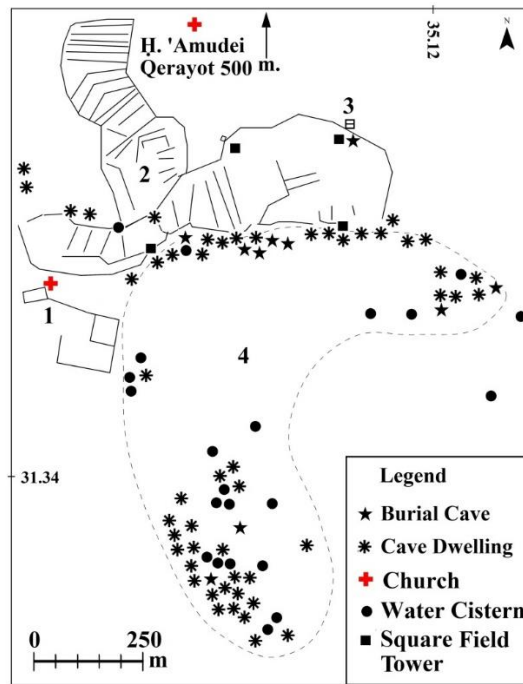 35.12
Ḥ. 'Amudei
Qerayot 500 m.
N
3
2
1
4
31.34
Legend
Burial Cave
Cave Dwelling
Church
Water Cistern
Square Field
Tower
0 250
m